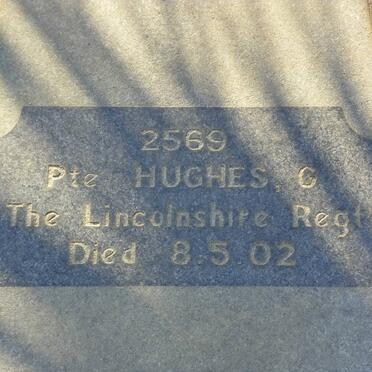 2569
Pte HUGHES, G
The Lincolnshire Regt
Died 8.5.02